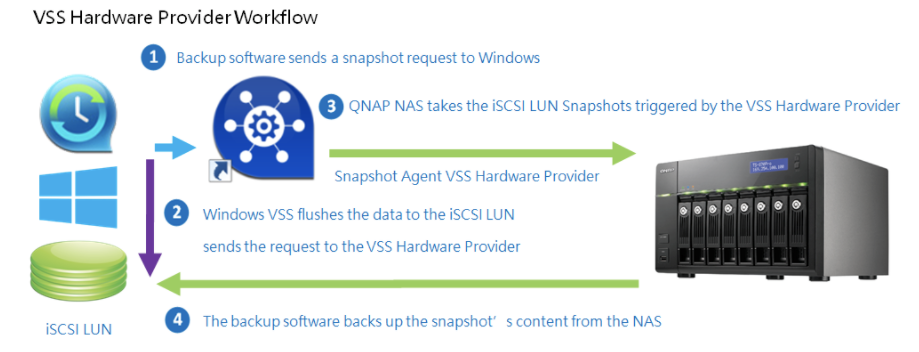 VSS Hardware Provider Workflow
1 Backup software sends a snapshot request to Windows
3 QNAP NAS takes the iSCSI LUN Snapshots triggered by the VSS Hardware Provider
Snapshot Agent VSS Hardware Provider
2 Windows VSS flushes the data to the iSCSI LUN
sends the request to the VSS Hardware Provider
4 The backup software backs up the snapshot's content from the NAS
iSCSI LUN